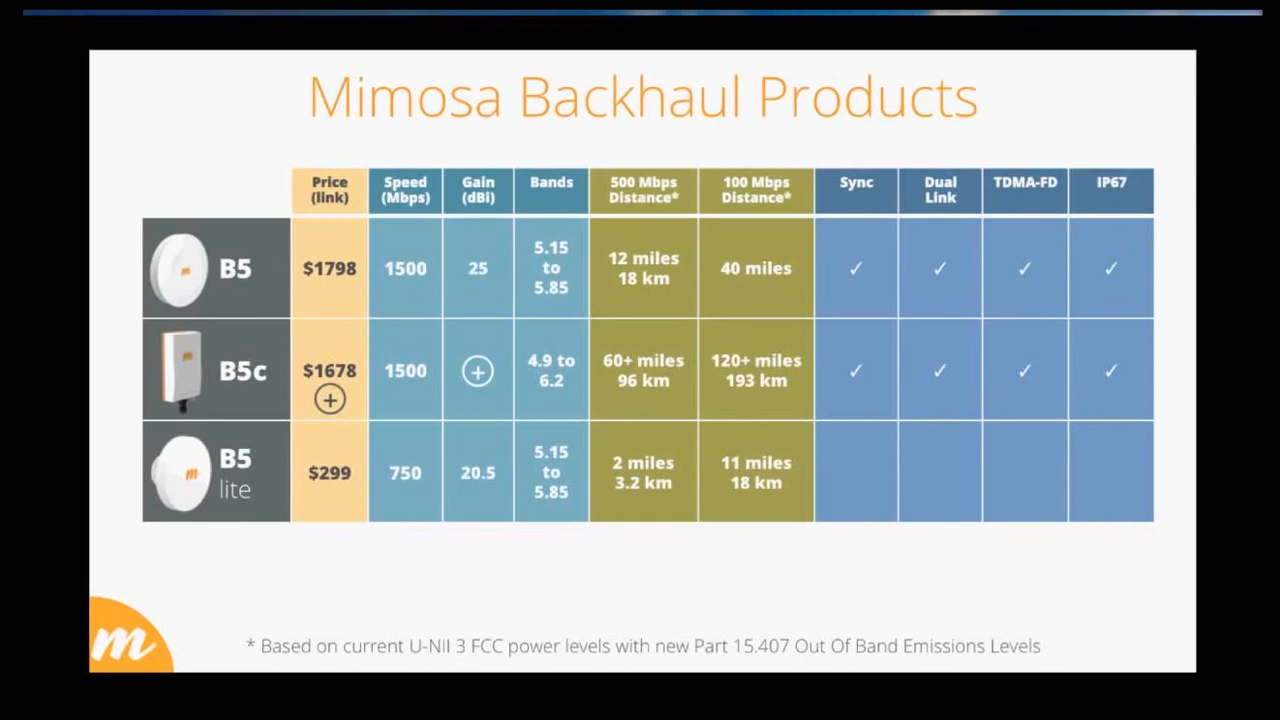 Mimosa Backhaul Products
Price Speed Gain Bands 500 Mbps 100 Mbps Sync Dual TDMA-FD IP67
(link) (Mbps) (dBi) Distance* Distance* Link
B5 $1798 1500 25 5.15 to 5.85 12 miles 18 km 40 miles ✓ ✓ ✓ ✓
B5c $1678 + 1500 + 4.9 to 6.2 60+ miles 96 km 120+ miles 193 km ✓ ✓ ✓ ✓
B5 lite $299 750 20.5 5.15 to 5.85 2 miles 3.2 km 11 miles 18 km
m
* Based on current U-NII 3 FCC power levels with new Part 15.407 Out Of Band Emissions Levels